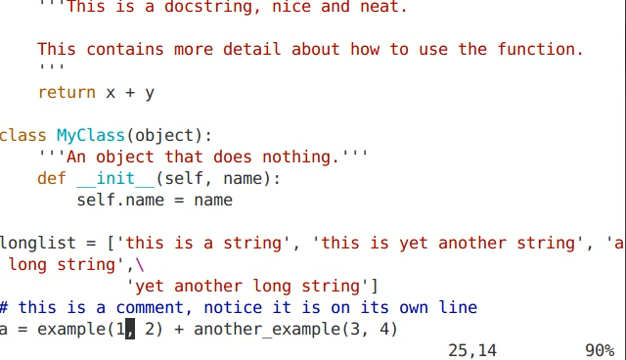 '''This is a docstring, nice and neat.
This contains more detail about how to use the function.
'''
return x + y
class MyClass(object):
'''An object that does nothing.'''
def __init__(self, name):
self.name = name
longlist = ['this is a string', 'this is yet another string', 'a
long string',\
'yet another long string']
# this is a comment, notice it is on its own line
a = example(1, 2) + another_example(3, 4)
25,14 90%